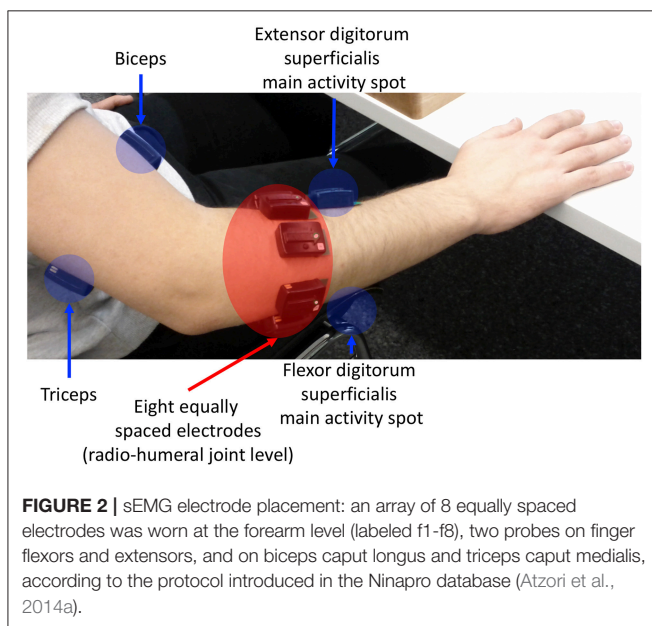 Extensor digitorum
superficialis
main activity spot
Biceps
Triceps
Eight equally
spaced electrodes
(radio-humeral joint level)
Flexor digitorum
superficialis
main activity spot
FIGURE 2 | sEMG electrode placement: an array of 8 equally spaced
electrodes was worn at the forearm level (labeled f1-f8), two probes on finger
flexors and extensors, and on biceps caput longus and triceps caput medialis,
according to the protocol introduced in the Ninapro database (Atzori et al.,
2014a).